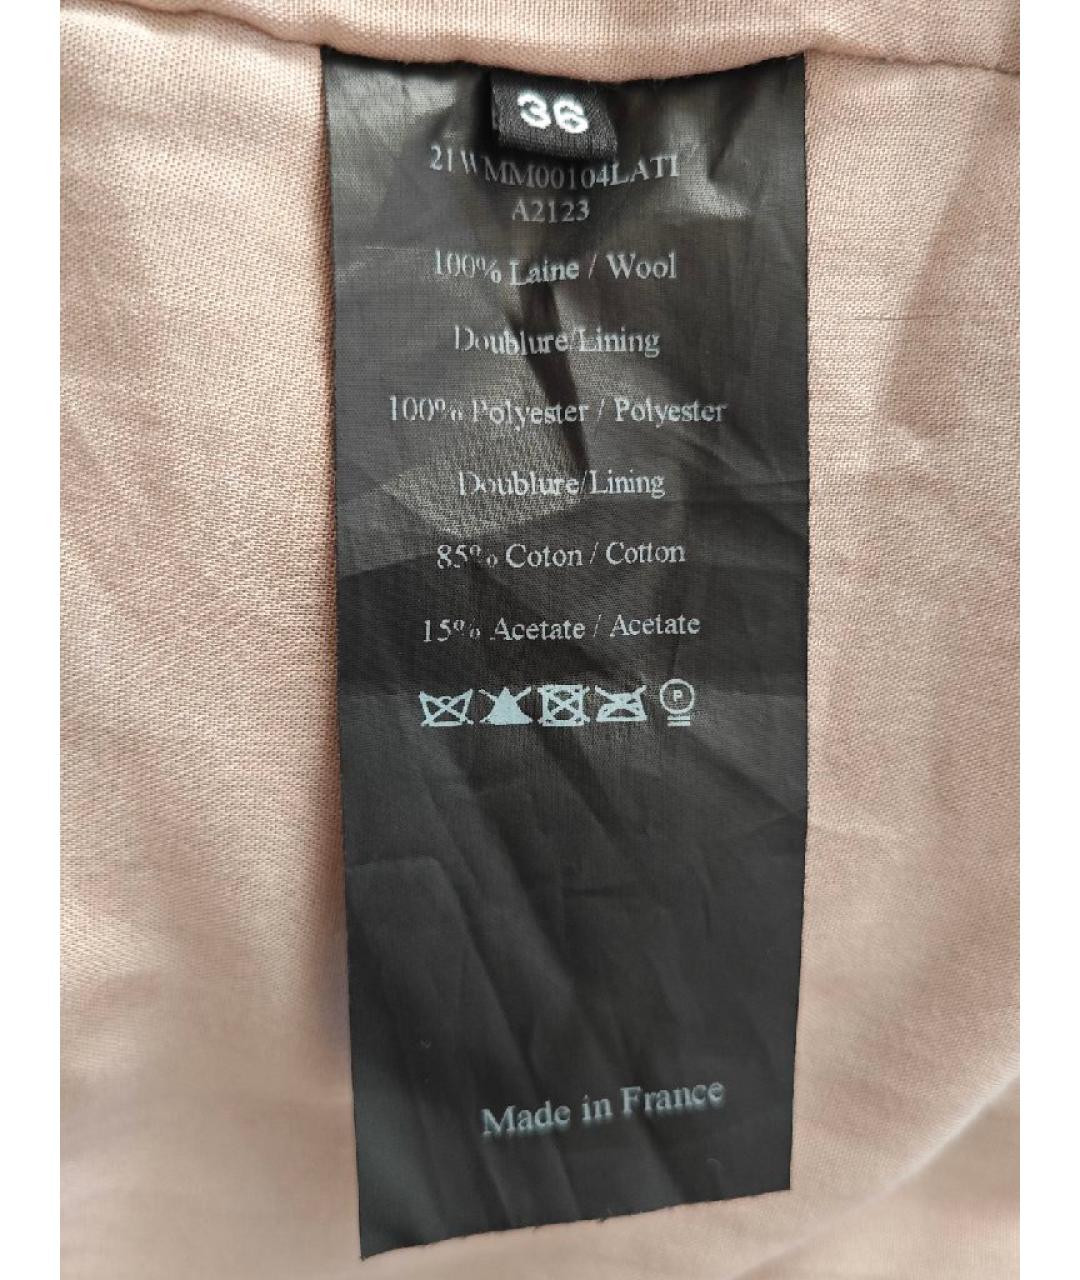 36
21WMM00104LATI
A2123
100% Laine / Wool
Doublure/Lining
100% Polyester / Polyester
Doublure/Lining
85% Coton / Cotton
15% Acetate / Acetate
P
Made in France